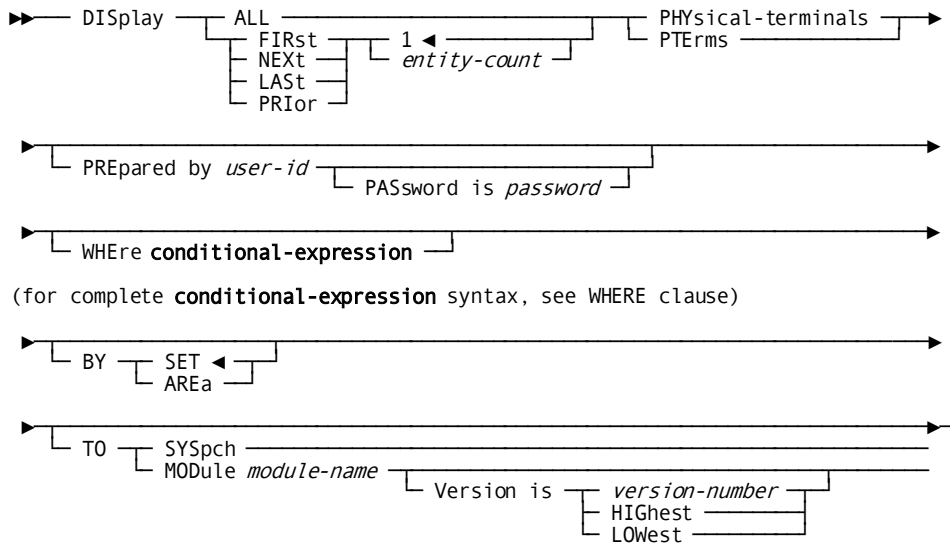 DISplay ALL PHYsical-terminals
FIRst 1 PTErms
NEXt entity-count
LASt
PRIor
PREpared by user-id
PASsword is password
WHEre conditional-expression
(for complete conditional-expression syntax, see WHERE clause)
BY SET
AREa
TO SYSpch
MODule module-name
Version is version-number
HIGhest
LOWest